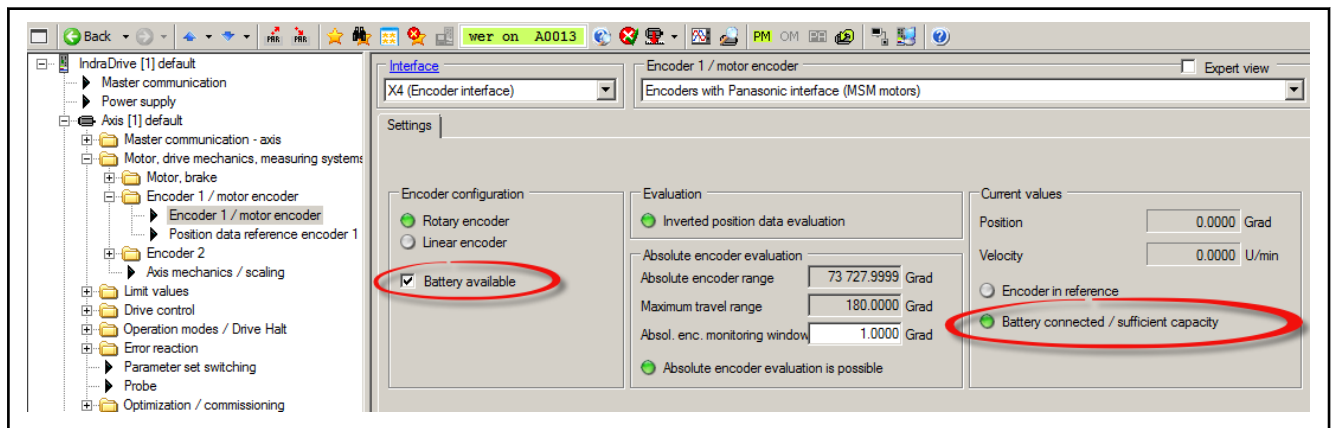 Back
PAR
PAR
wer on A0013
PM
OM
IndraDrive [1] default
Master communication
Power supply
Axis [1] default
Master communication - axis
Motor, drive mechanics, measuring systems
Motor, brake
Encoder 1 / motor encoder
Encoder 1 / motor encoder
Position data reference encoder 1
Encoder 2
Axis mechanics / scaling
Limit values
Drive control
Operation modes / Drive Halt
Error reaction
Parameter set switching
Probe
Optimization / commissioning
Interface
X4 (Encoder interface)
Encoder 1 / motor encoder
Expert view
Encoders with Panasonic interface (MSM motors)
Settings
Encoder configuration
Rotary encoder
Linear encoder
Battery available
Evaluation
Inverted position data evaluation
Absolute encoder evaluation
Absolute encoder range 73 727.9999 Grad
Maximum travel range 180.0000 Grad
Absol. enc. monitoring window 1.0000 Grad
Absolute encoder evaluation is possible
Current values
Position 0.0000 Grad
Velocity 0.0000 U/min
Encoder in reference
Battery connected / sufficient capacity